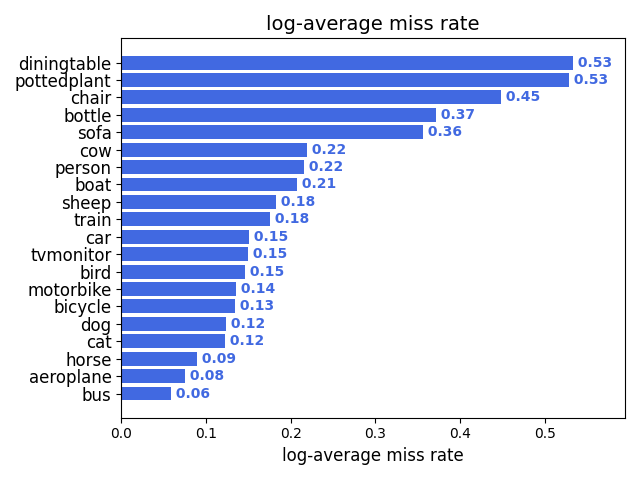 log-average miss rate
diningtable 0.53
pottedplant 0.53
chair 0.45
bottle 0.37
sofa 0.36
cow 0.22
person 0.22
boat 0.21
sheep 0.18
train 0.18
car 0.15
tvmonitor 0.15
bird 0.15
motorbike 0.14
bicycle 0.13
dog 0.12
cat 0.12
horse 0.09
aeroplane 0.08
bus 0.06
0.0 0.1 0.2 0.3 0.4 0.5
log-average miss rate